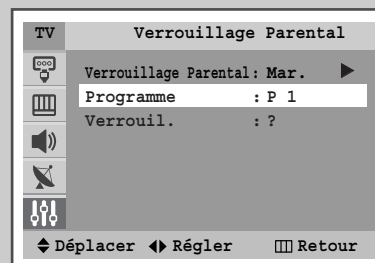 TV Verrouillage Parental
Verrouillage Parental: Mar. ▶
Programme : P 1
Verrouil. : ?
Déplacer Régler Retour